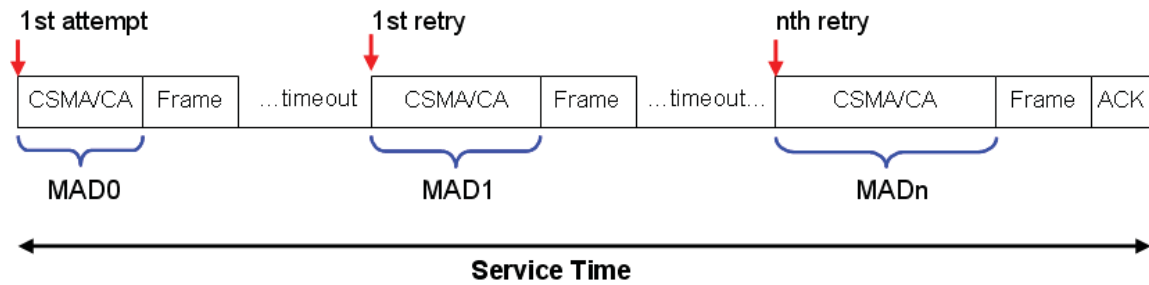 1st attempt 1st retry nth retry
CSMA/CA Frame ...timeout CSMA/CA Frame ...timeout... CSMA/CA Frame ACK
MAD0 MAD1 MADn
Service Time